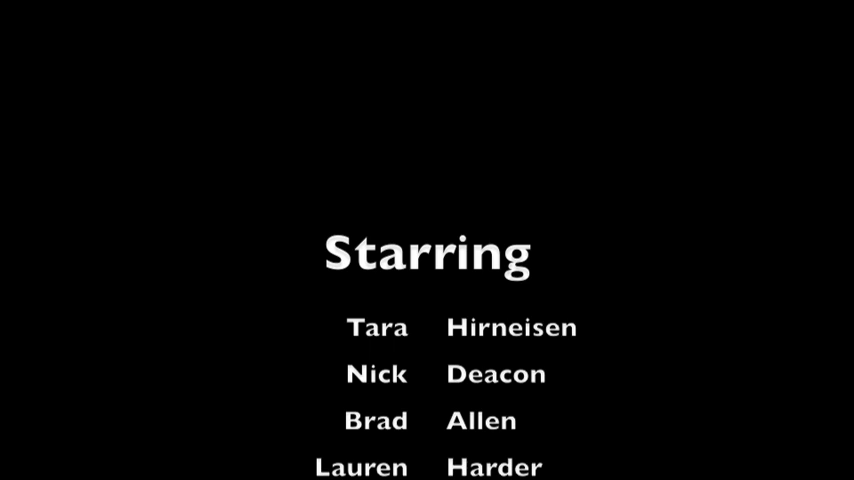 Starring
Tara Hirneisen
Nick Deacon
Brad Allen
Lauren Harder